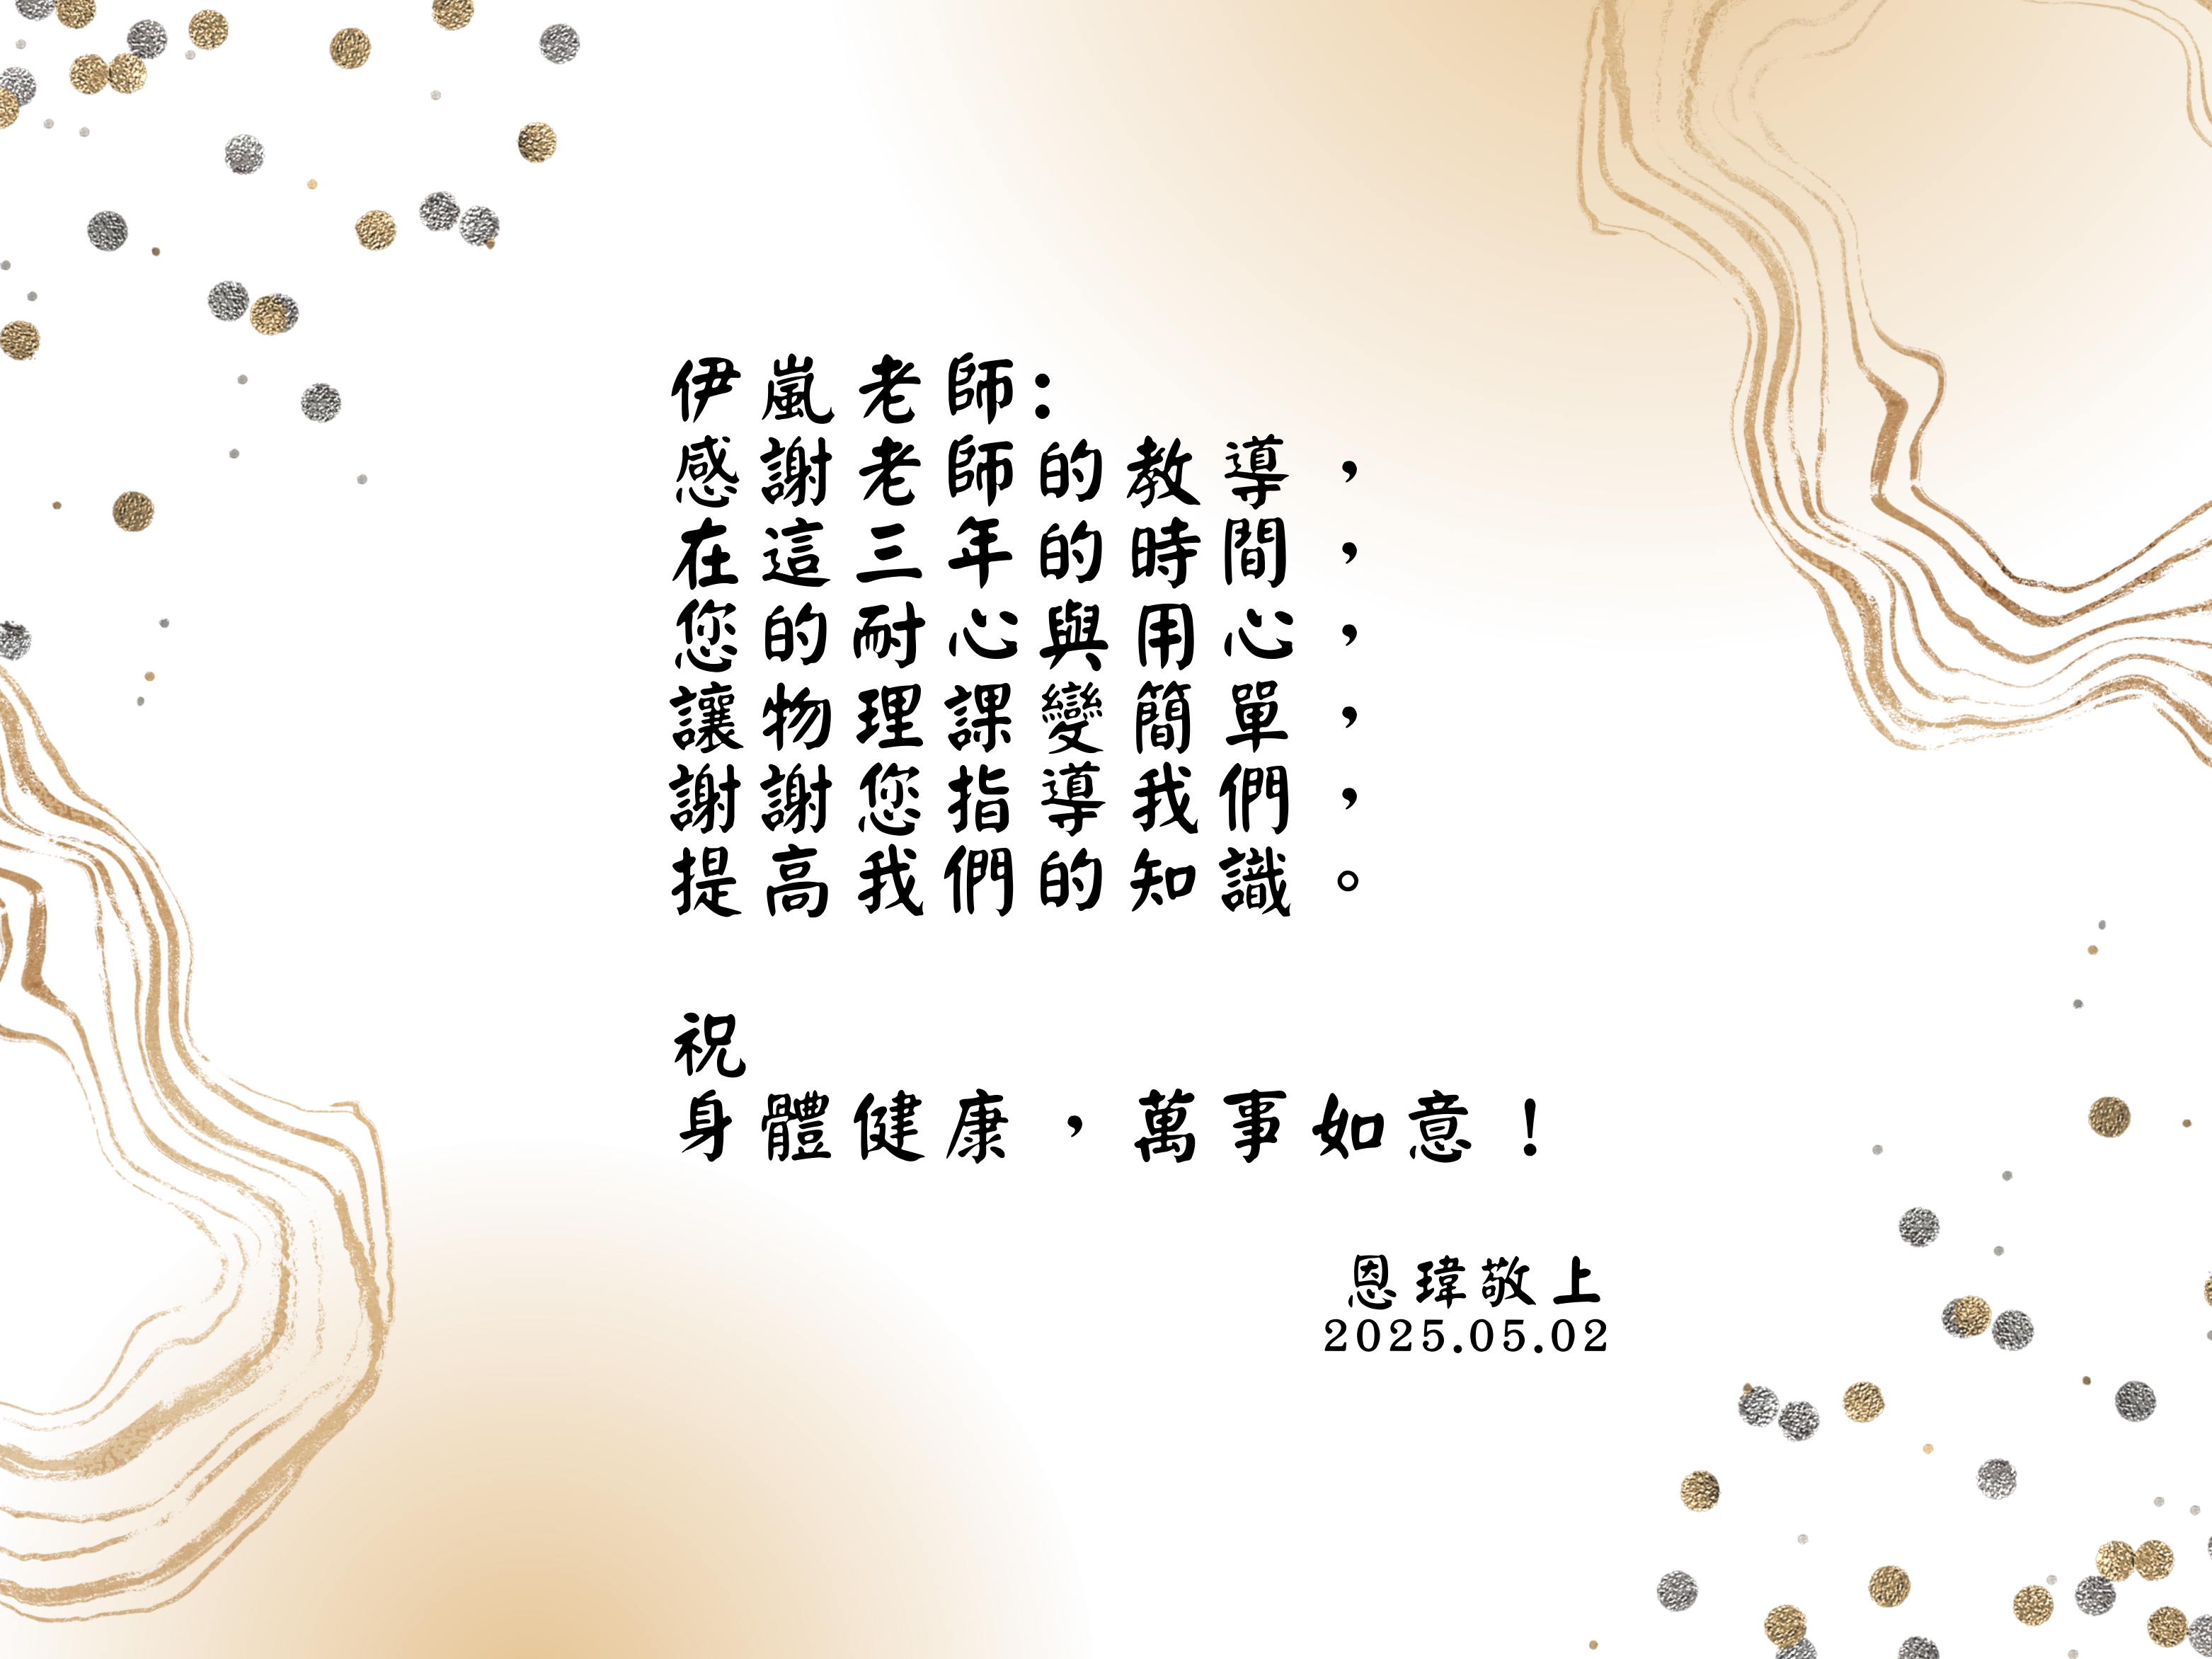 伊嵐老師:
感謝老師的教導，
在這三年的時間，
您的耐心與用心，
讓物理課變簡單，
謝謝您指導我們，
提高我們的知識。
祝
身體健康，萬事如意！
恩瑋敬上
2025.05.02